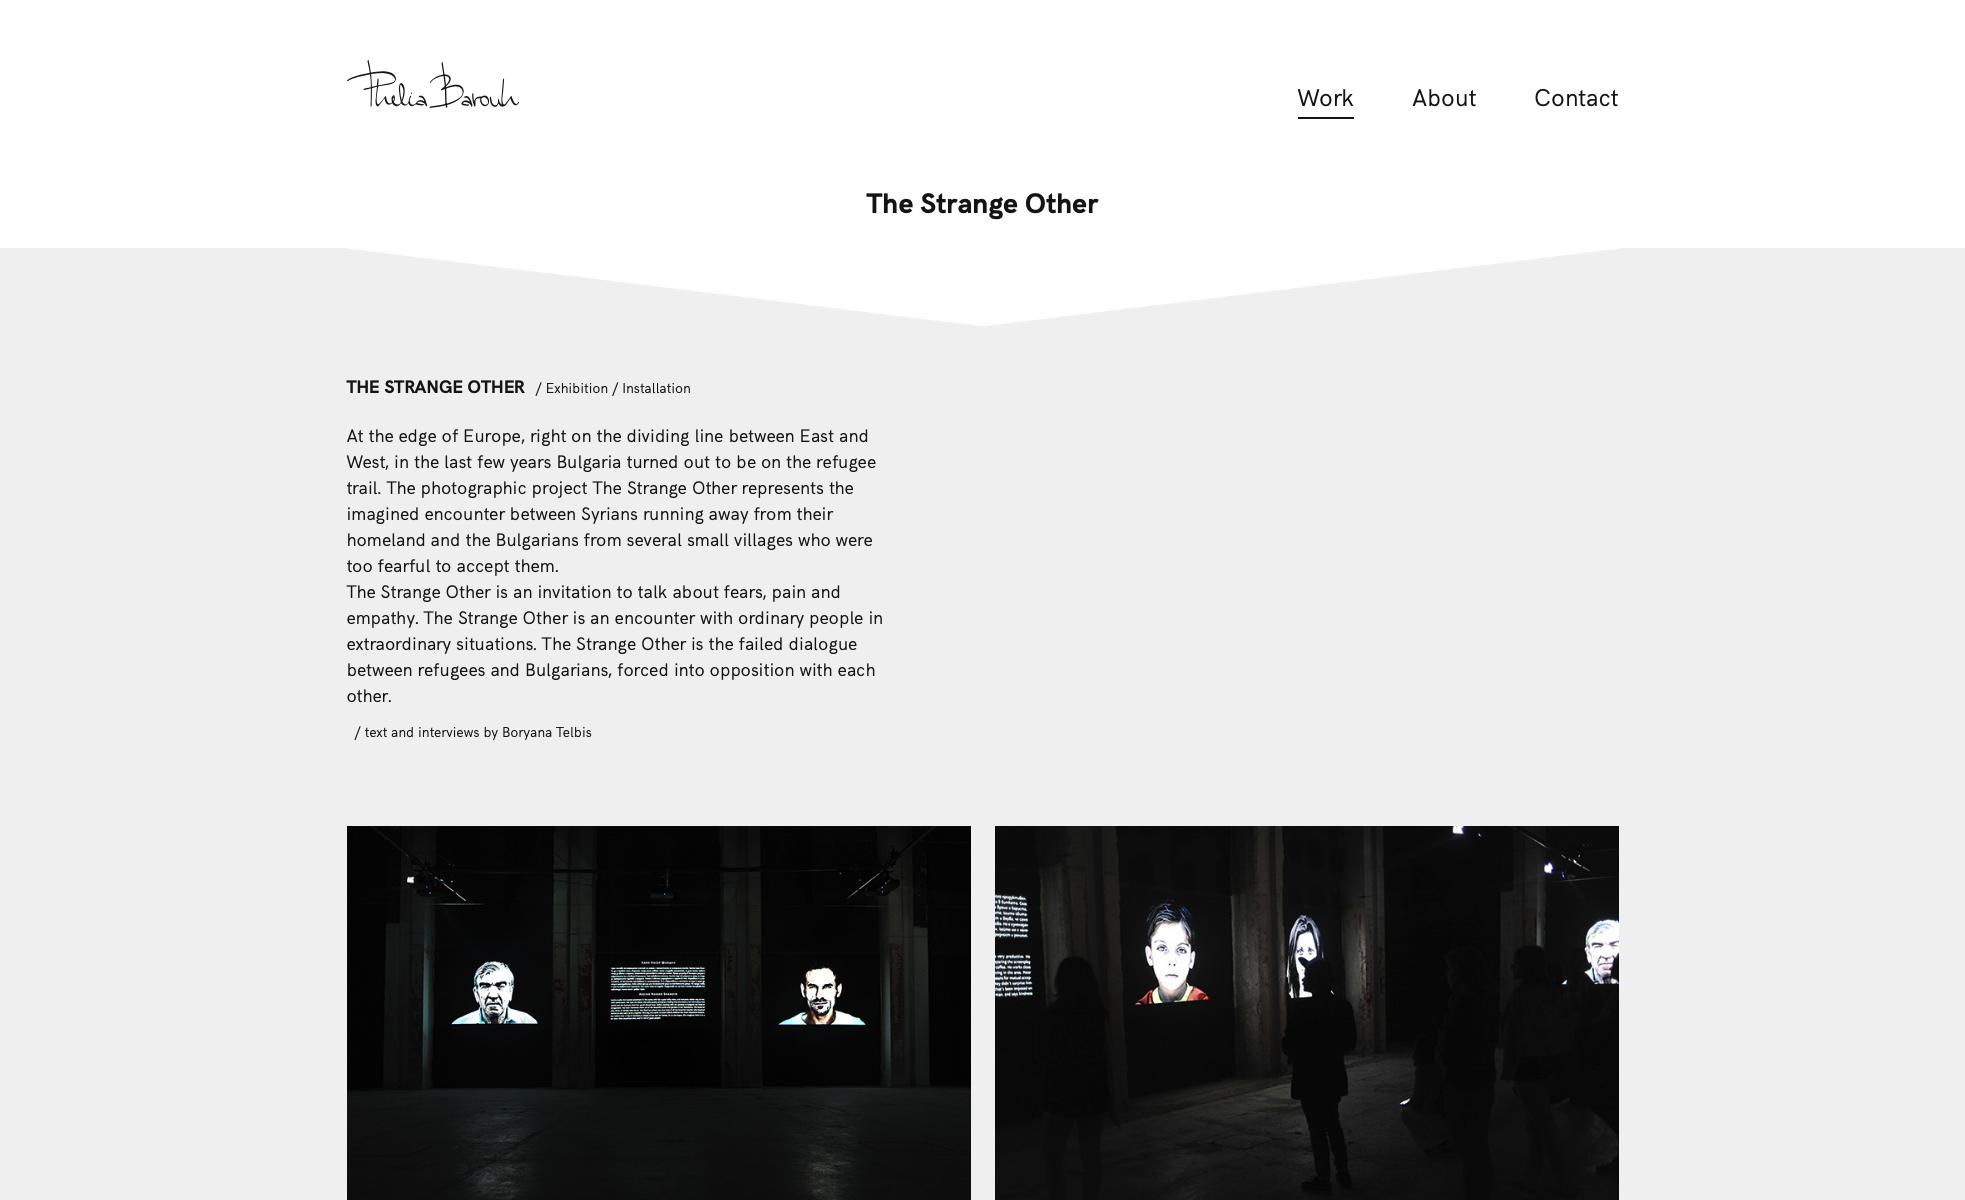 Phelia Barouh
Work
About
Contact
The Strange Other
THE STRANGE OTHER / Exhibition / Installation
At the edge of Europe, right on the dividing line between East and
West, in the last few years Bulgaria turned out to be on the refugee
trail. The photographic project The Strange Other represents the
imagined encounter between Syrians running away from their
homeland and the Bulgarians from several small villages who were
too fearful to accept them.
The Strange Other is an invitation to talk about fears, pain and
empathy. The Strange Other is an encounter with ordinary people in
extraordinary situations. The Strange Other is the failed dialogue
between refugees and Bulgarians, forced into opposition with each
other.
/ text and interviews by Boryana Telbis